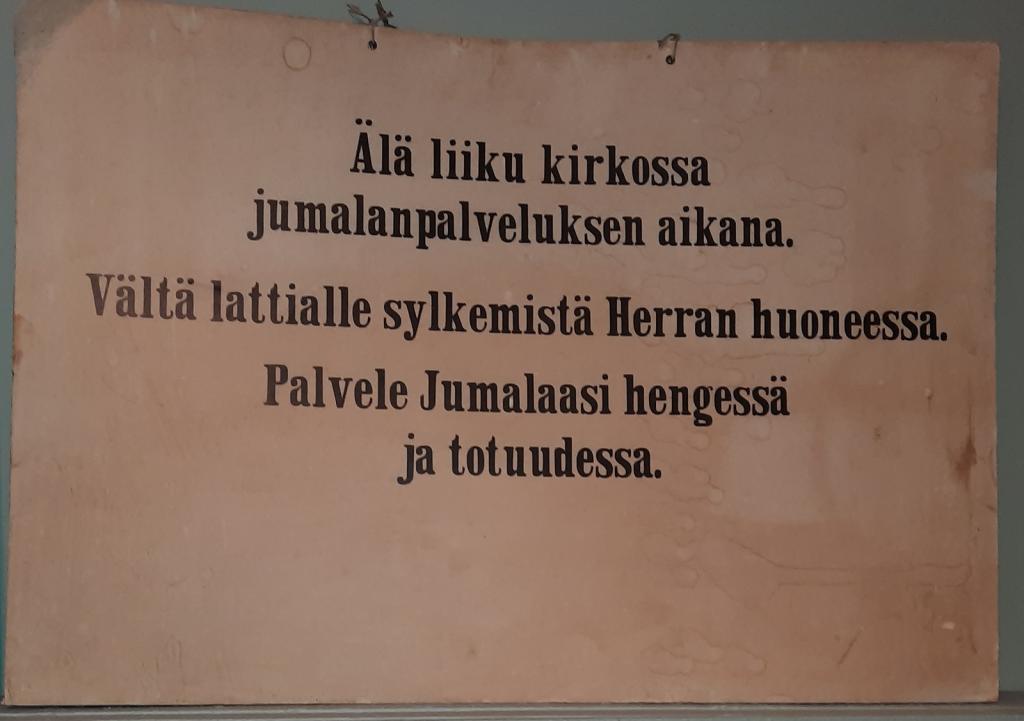 Älä liiku kirkossa
jumalanpalveluksen aikana.
Vältä lattialle sylkemistä Herran huoneessa.
Palvele Jumalaasi hengessä
ja totuudessa.